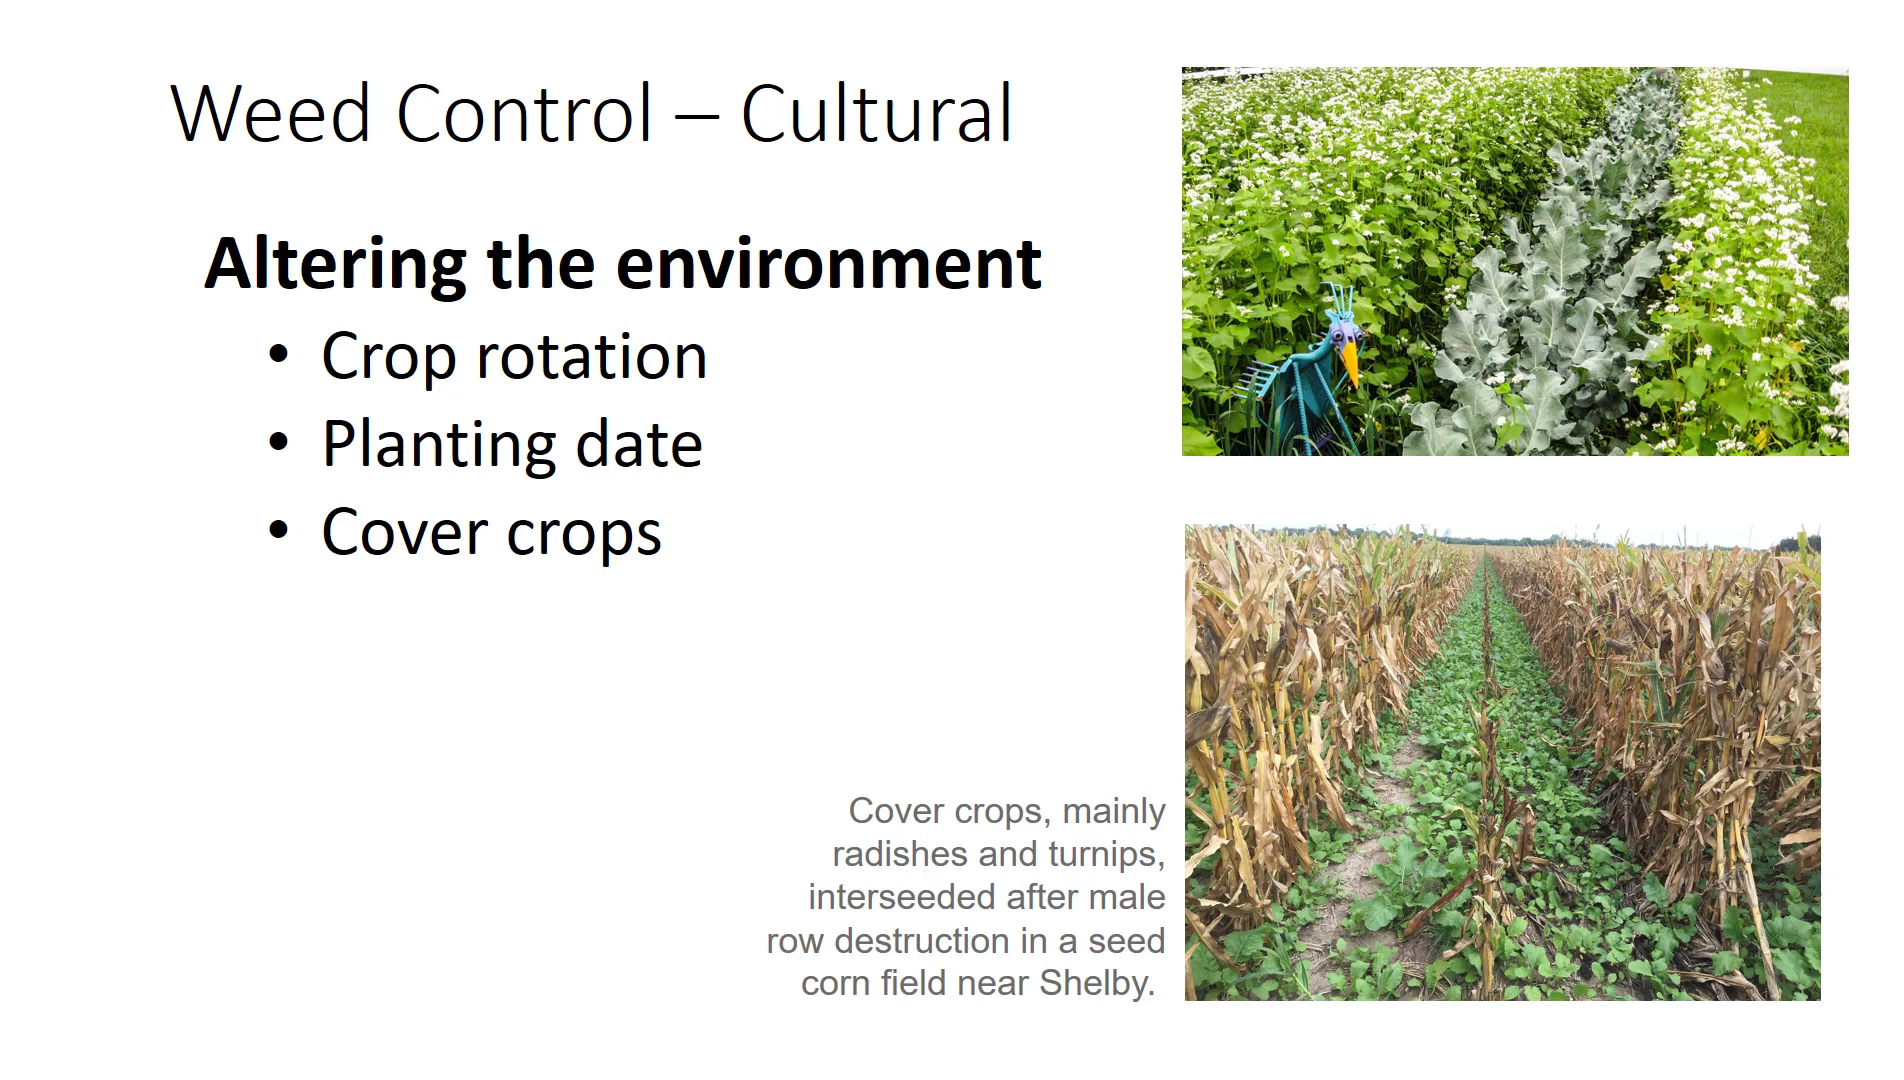 Weed Control – Cultural
Altering the environment
• Crop rotation
• Planting date
• Cover crops
Cover crops, mainly
radishes and turnips,
interseeded after male
row destruction in a seed
corn field near Shelby.